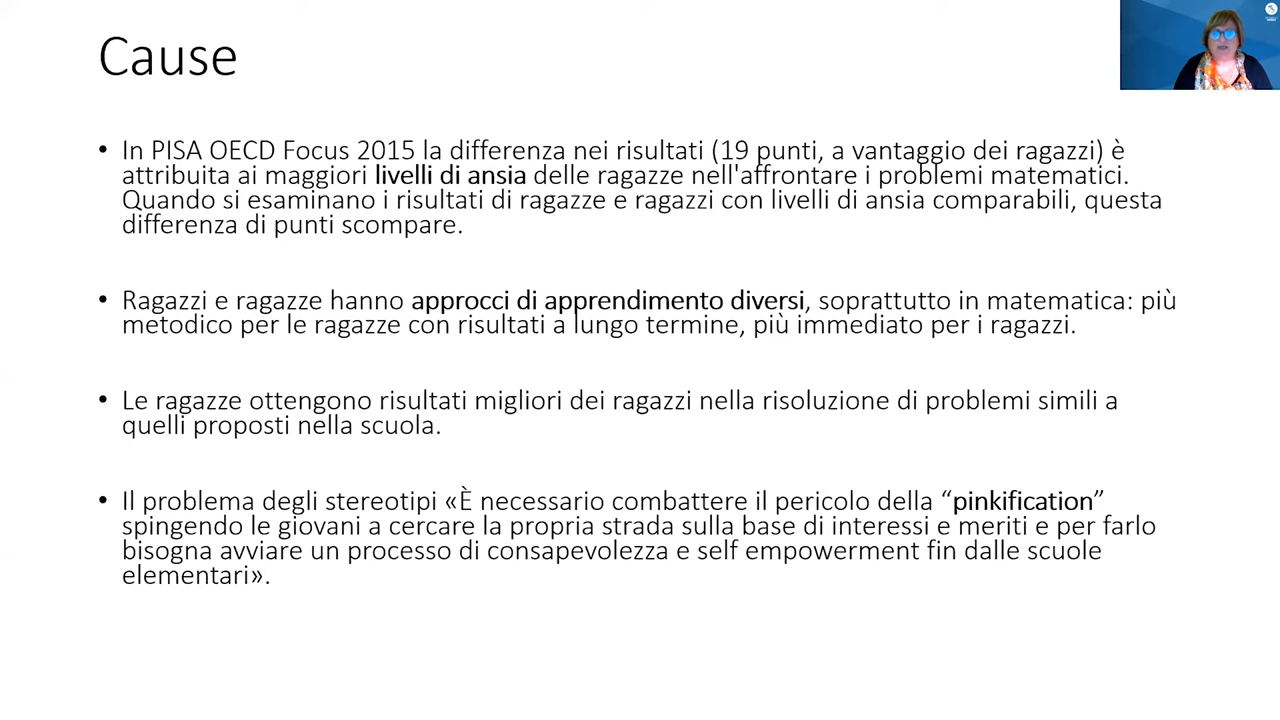 Cause
• In PISA OECD Focus 2015 la differenza nei risultati (19 punti, a vantaggio dei ragazzi) è
attribuita ai maggiori livelli di ansia delle ragazze nell'affrontare i problemi matematici.
Quando si esaminano i risultati di ragazze e ragazzi con livelli di ansia comparabili, questa
differenza di punti scompare.
• Ragazzi e ragazze hanno approcci di apprendimento diversi, soprattutto in matematica: più
metodico per le ragazze con risultati a lungo termine, più immediato per i ragazzi.
• Le ragazze ottengono risultati migliori dei ragazzi nella risoluzione di problemi simili a
quelli proposti nella scuola.
• Il problema degli stereotipi «È necessario combattere il pericolo della “pinkification”
spingendo le giovani a cercare la propria strada sulla base di interessi e meriti e per farlo
bisogna avviare un processo di consapevolezza e self empowerment fin dalle scuole
elementari».